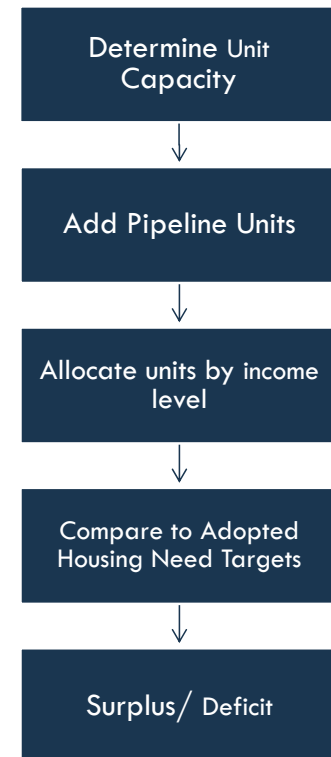 Determine Unit
Capacity
Add Pipeline Units
Allocate units by income
level
Compare to Adopted
Housing Need Targets
Surplus/ Deficit